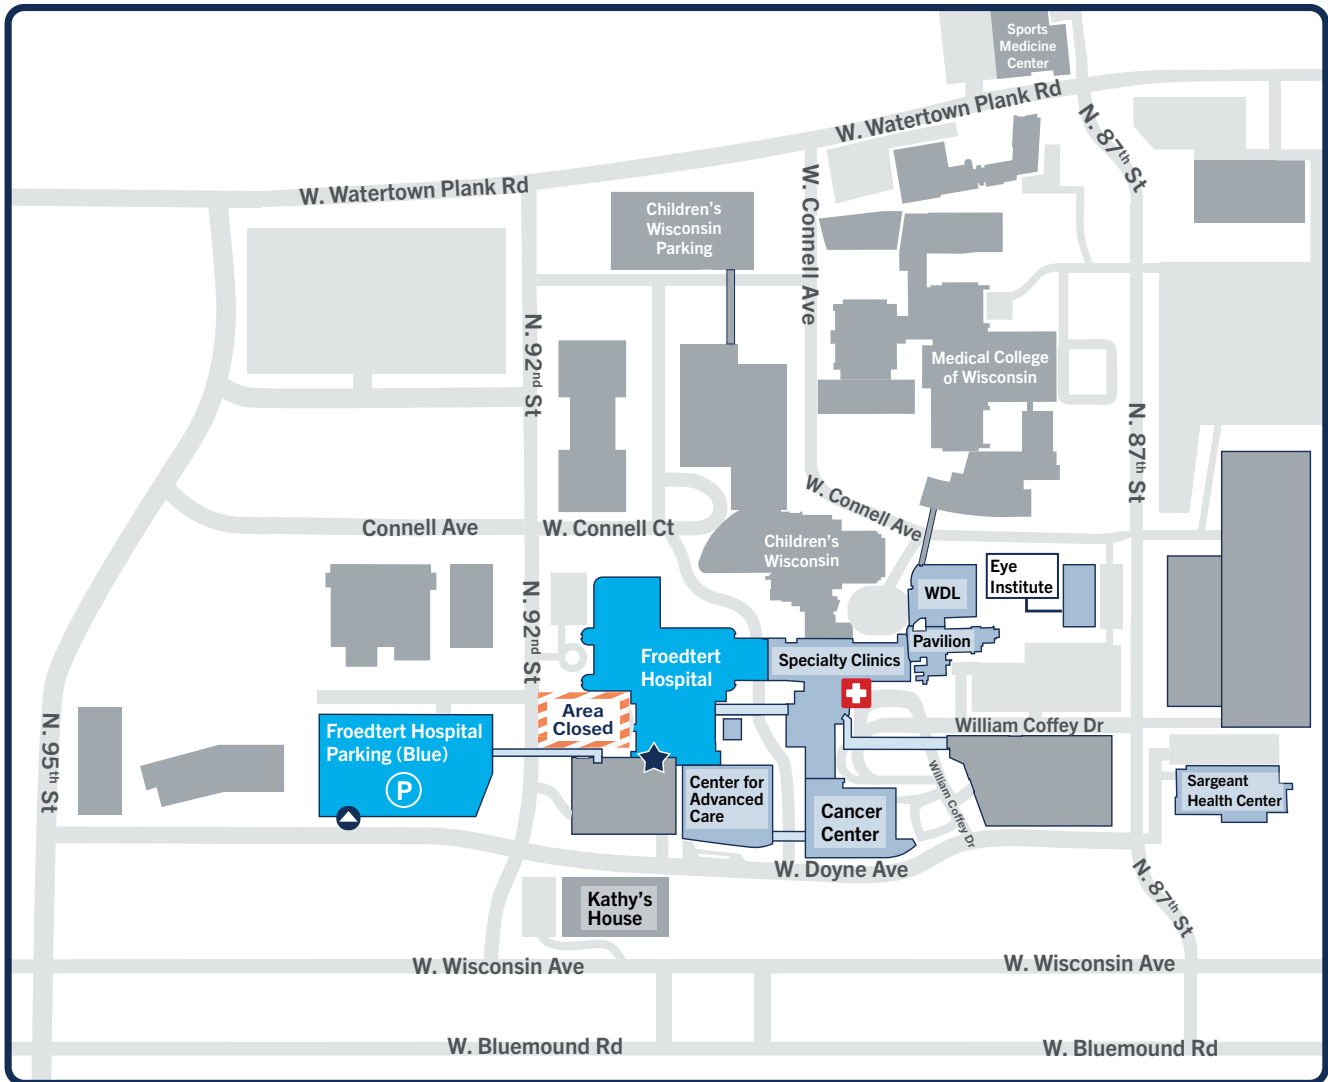 Sports
Medicine
Center
W. Watertown Plank Rd
N. 87th St
W. Watertown Plank Rd
Children's
Wisconsin
Parking
W. Connell Ave
N. 92nd St
Medical College
of Wisconsin
N. 87th St
W. Connell Ave
Connell Ave
W. Connell Ct
Children's
Wisconsin
Eye
Institute
WDL
N. 92nd St
Pavilion
Froedtert
Hospital
Specialty Clinics
Area
Closed
William Coffey Dr
N. 95th St
Froedtert Hospital
Parking (Blue)
P
Center for
Advanced
Care
William Coffey Dr
Sargeant
Health Center
Cancer
Center
W. Doyne Ave
N. 87th St
Kathy's
House
W. Wisconsin Ave
W. Wisconsin Ave
W. Bluemound Rd
W. Bluemound Rd